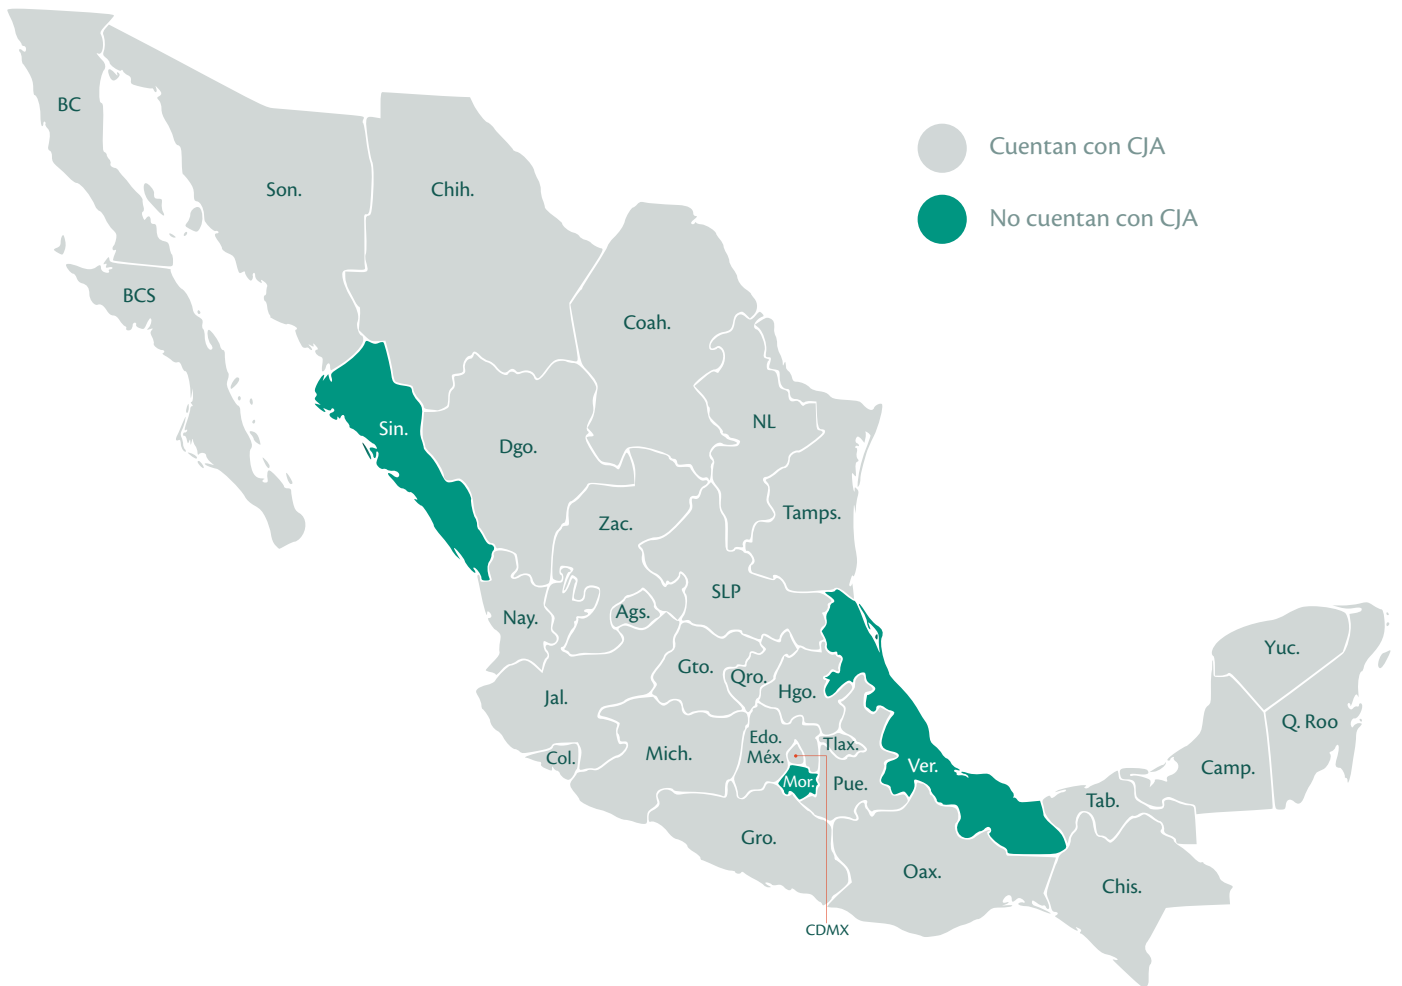 BC
Cuentan con CJA
Son.
Chih.
No cuentan con CJA
BCS
Coah.
NL
Sin.
Dgo.
Tamps.
Zac.
SLP
Ags.
Nay.
Yuc.
Gto.
Qro.
Hgo.
Jal.
Q. Roo
Edo.
Méx.
Tlax.
Mich.
Col.
Ver.
Camp.
Mor.
Pue.
Tab.
Gro.
Oax.
Chis.
CDMX